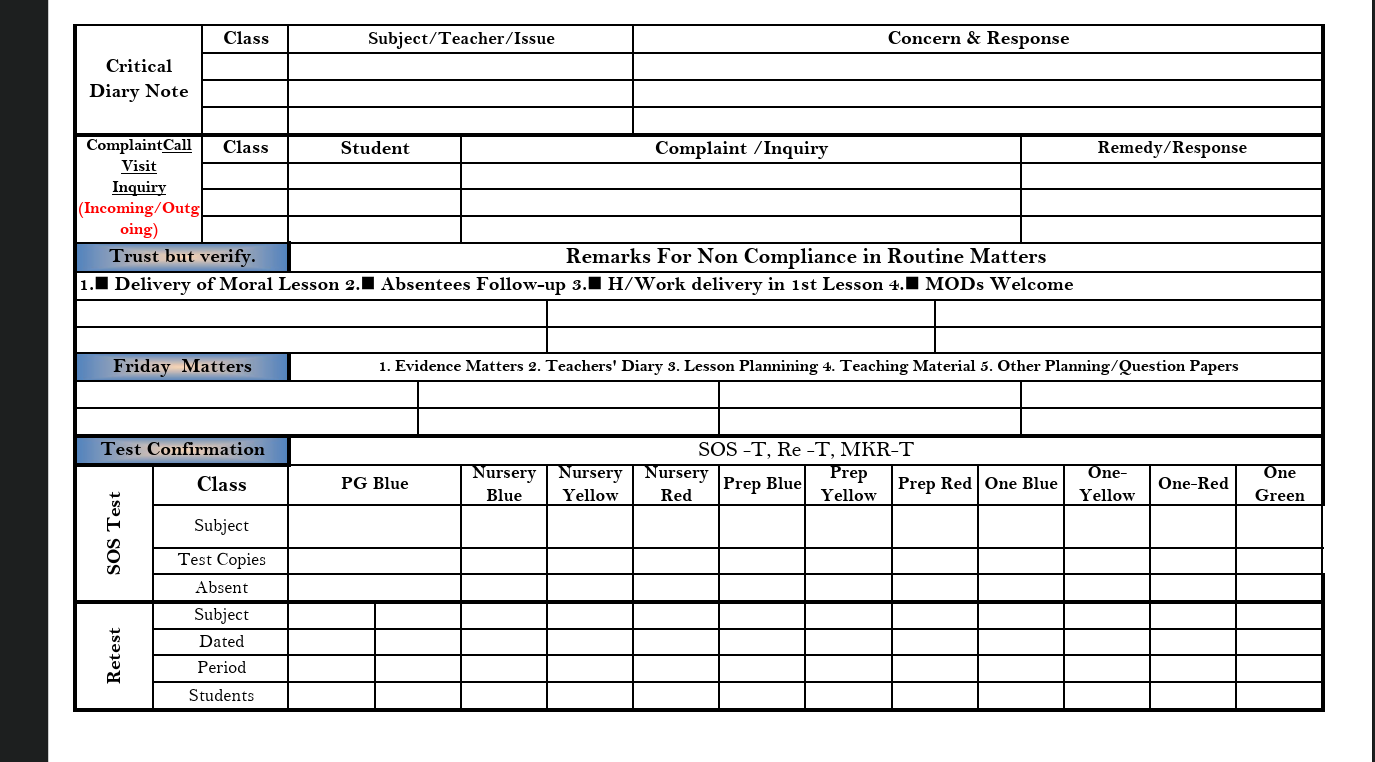 Critical
Diary Note
Class
Subject/Teacher/Issue
Concern & Response
ComplaintCall
Visit
Inquiry
(Incoming/Outg
oing)
Class
Student
Complaint /Inquiry
Remedy/Response
Trust but verify.
Remarks For Non Compliance in Routine Matters
1.■ Delivery of Moral Lesson 2.■ Absentees Follow-up 3.■ H/Work delivery in 1st Lesson 4.■ MODs Welcome
Friday Matters
1. Evidence Matters 2. Teachers' Diary 3. Lesson Plannining 4. Teaching Material 5. Other Planning/Question Papers
Test Confirmation
SOS -T, Re -T, MKR-T
SOS Test
Class
PG Blue
Nursery
Blue
Nursery
Yellow
Nursery
Red
Prep Blue
Prep
Yellow
Prep Red
One Blue
One-
Yellow
One-Red
One
Green
Subject
Test Copies
Absent
Retest
Subject
Dated
Period
Students